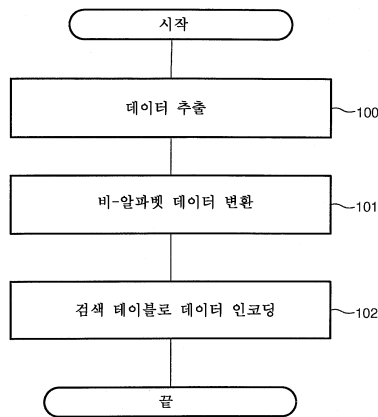 시작
데이터 추출
100
비-알파벳 데이터 변환
101
검색 테이블로 데이터 인코딩
102
끝